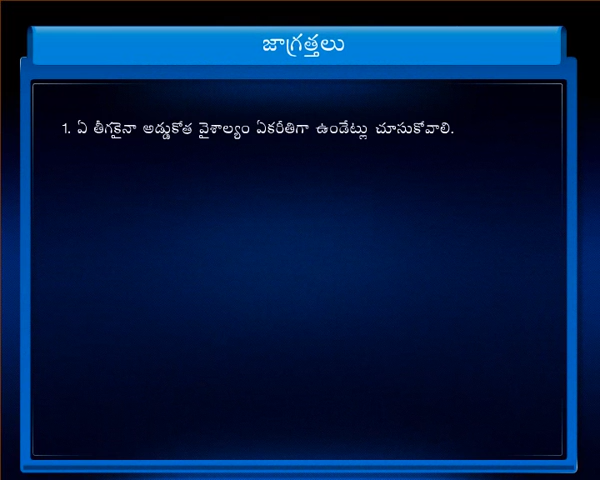 జాగ్రత్తలు
1. ఏ తీగకైనా అడ్డుకోత వైశాల్యం ఏకరీతిగా ఉండేట్లు చూసుకోవాలి.